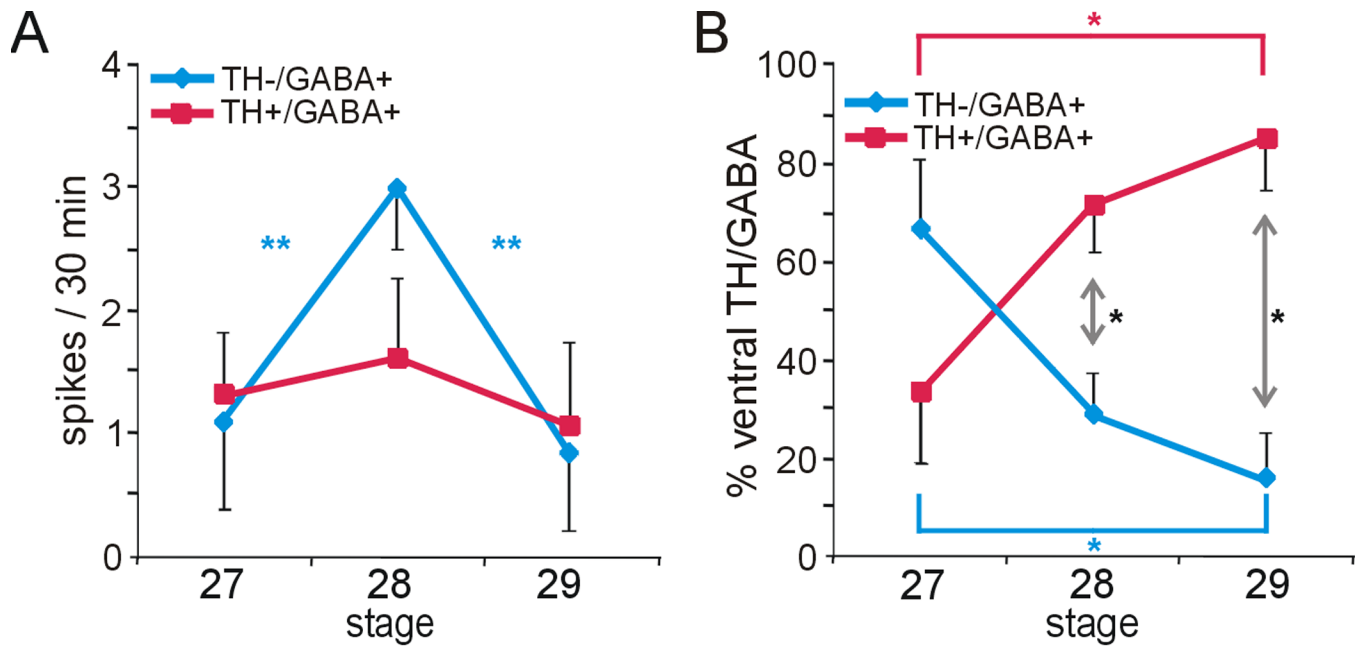 A
TH-/GABA+
TH+/GABA+
spikes / 30 min
4
3
2
1
0
27 28 29
stage
**
**
B
TH-/GABA+
TH+/GABA+
% ventral TH/GABA
100
80
60
40
20
0
27 28 29
stage
*
*
*
*